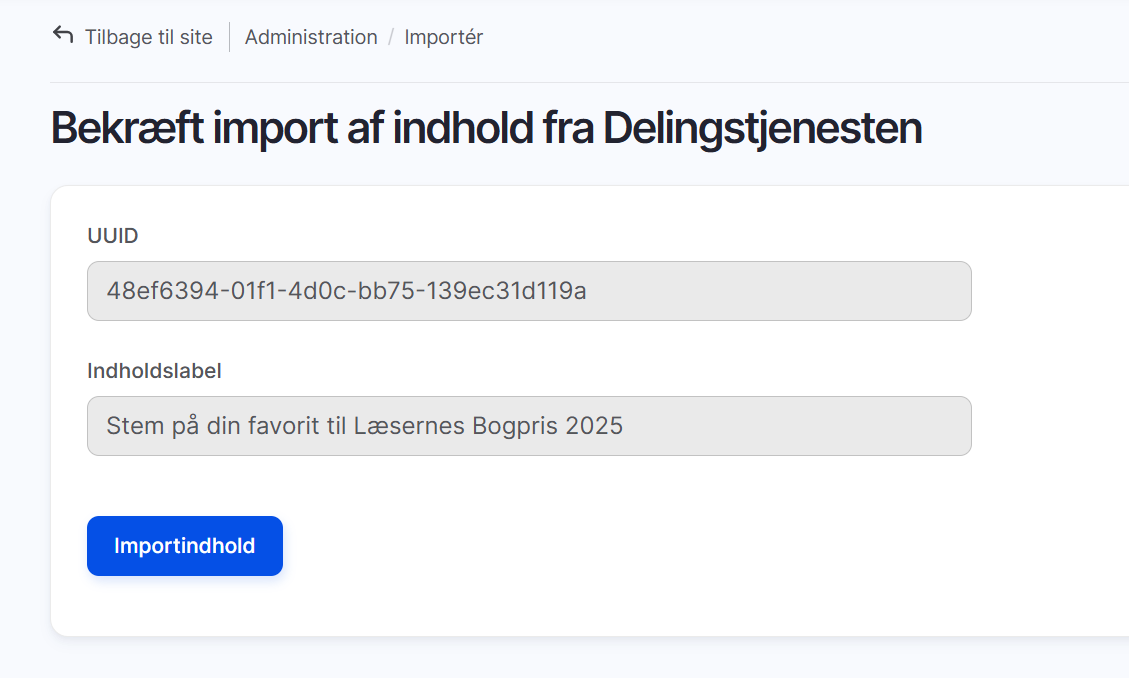 Tilbage til site Administration / Importér
Bekræft import af indhold fra Delingstjenesten
UUID
48ef6394-01f1-4d0c-bb75-139ec31d119a
Indholdslabel
Stem på din favorit til Læsernes Bogpris 2025
Importindhold